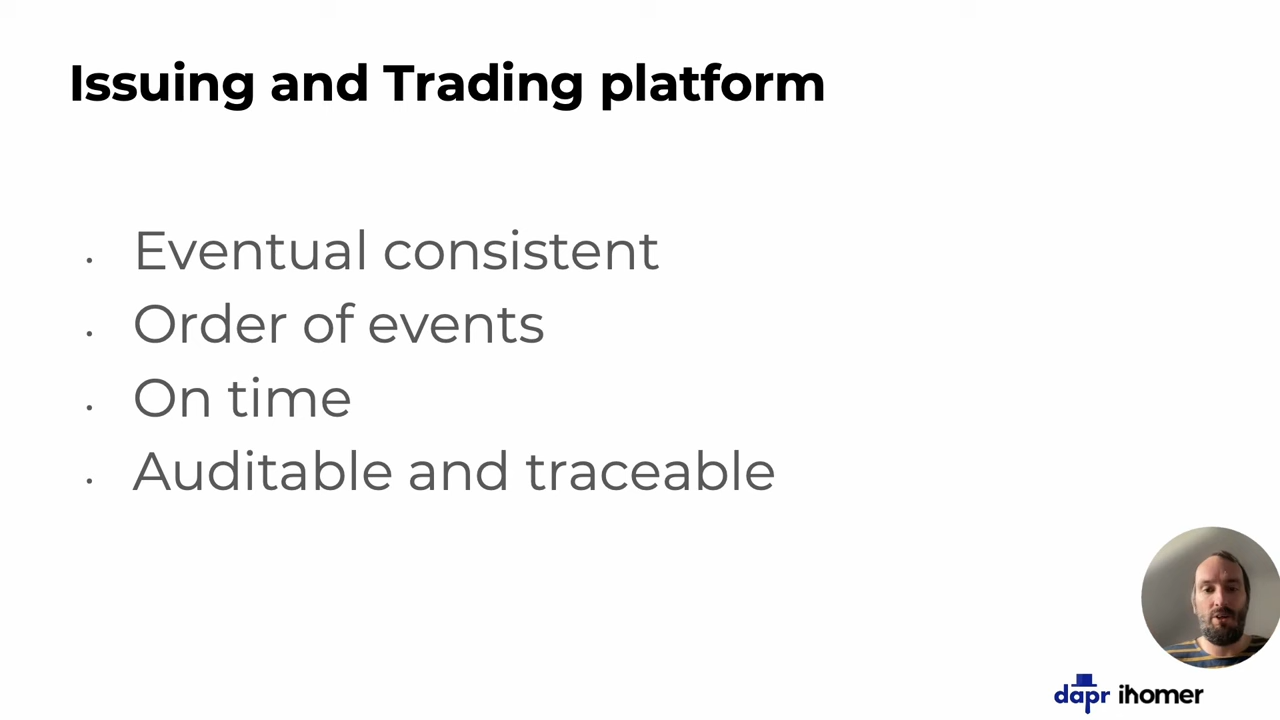 Issuing and Trading platform
Eventual consistent
Order of events
On time
Auditable and traceable
dapr ihomer